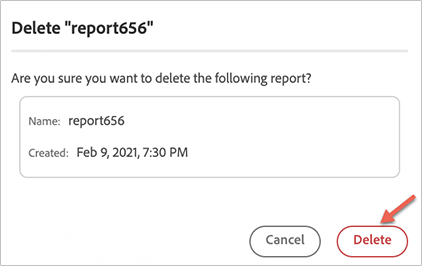 Delete "report656"
Are you sure you want to delete the following report?
Name: report656
Created: Feb 9, 2021, 7:30 PM
Cancel Delete